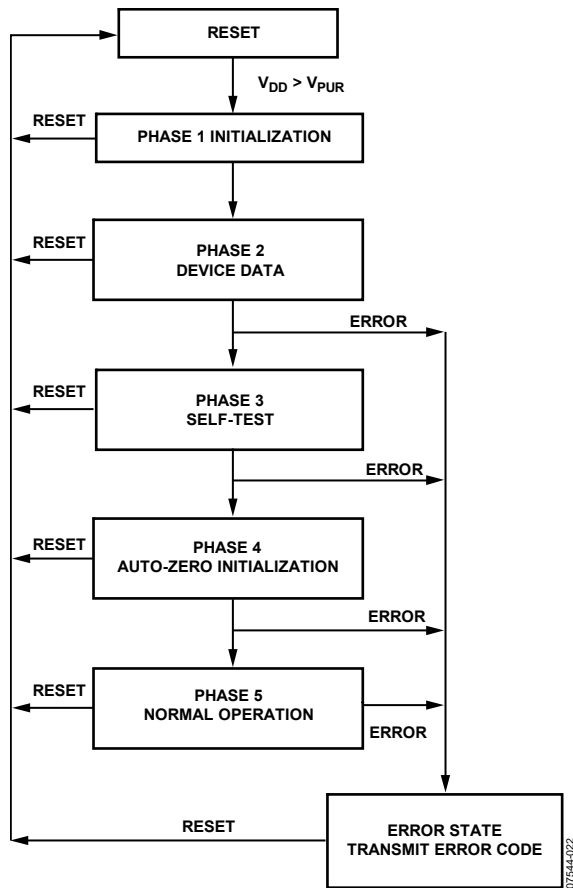 RESET
V_DD > V_PUR
RESET
PHASE 1 INITIALIZATION
RESET
PHASE 2
DEVICE DATA
ERROR
RESET
PHASE 3
SELF-TEST
ERROR
RESET
PHASE 4
AUTO-ZERO INITIALIZATION
ERROR
RESET
PHASE 5
NORMAL OPERATION
ERROR
RESET
ERROR STATE
TRANSMIT ERROR CODE
07544-022